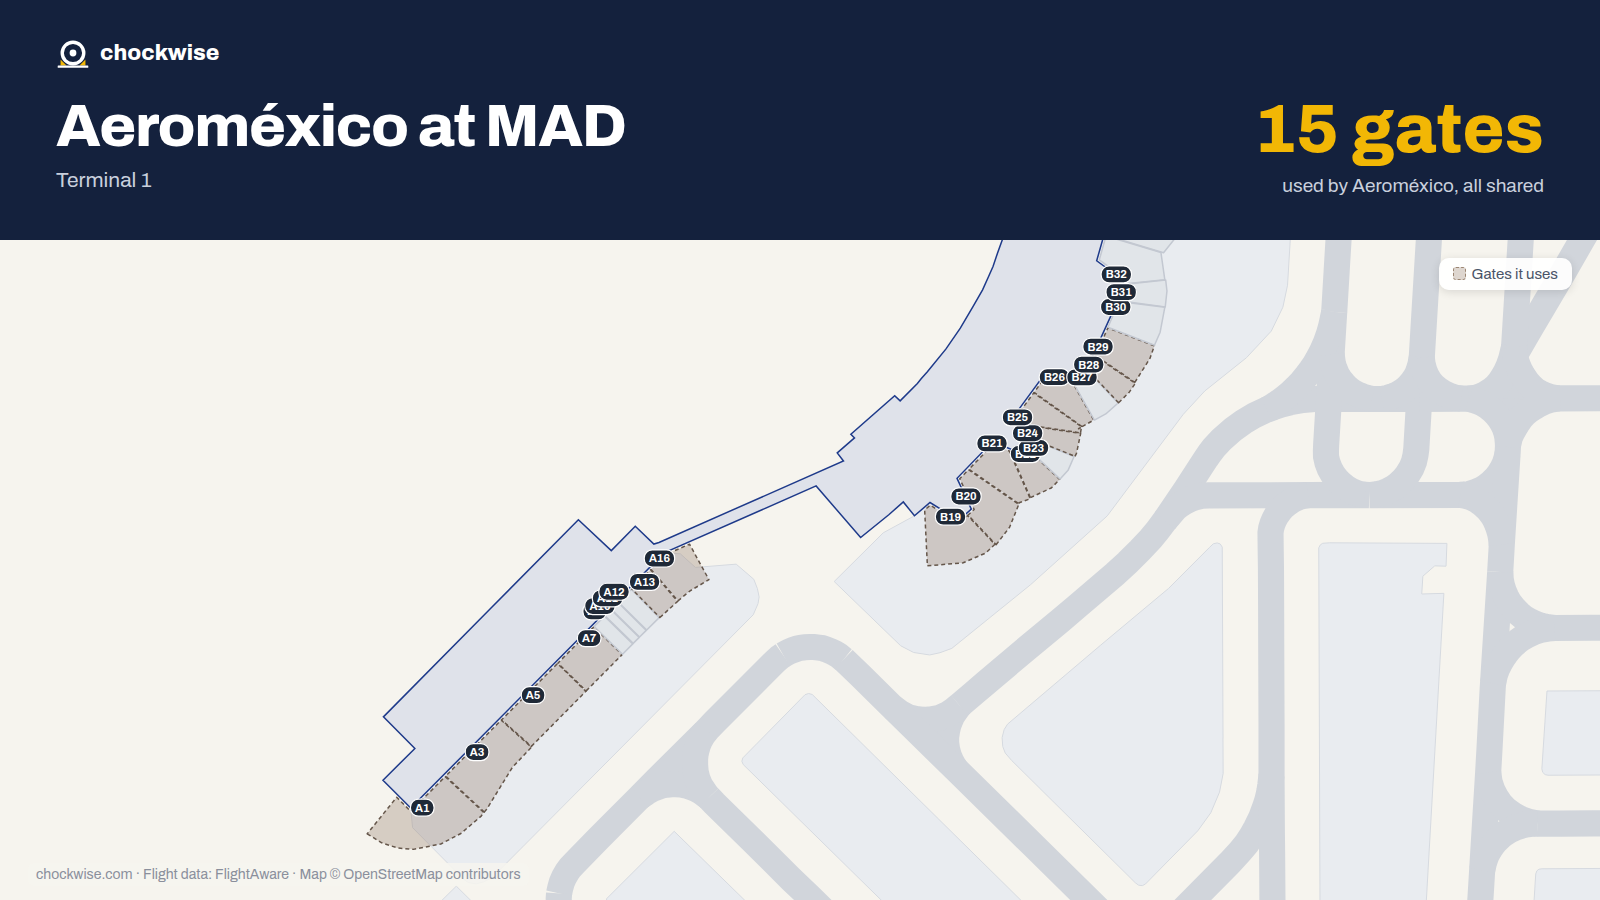 chockwise
Aeroméxico at MAD
Terminal 1
15 gates
used by Aeroméxico, all shared
Gates it uses
B32
B31
B30
B29
B28
B26
B27
B25
B24
B21
B23
B20
B19
A16
A13
A12
A7
A5
A3
A1
chockwise.com · Flight data: FlightAware · Map © OpenStreetMap contributors